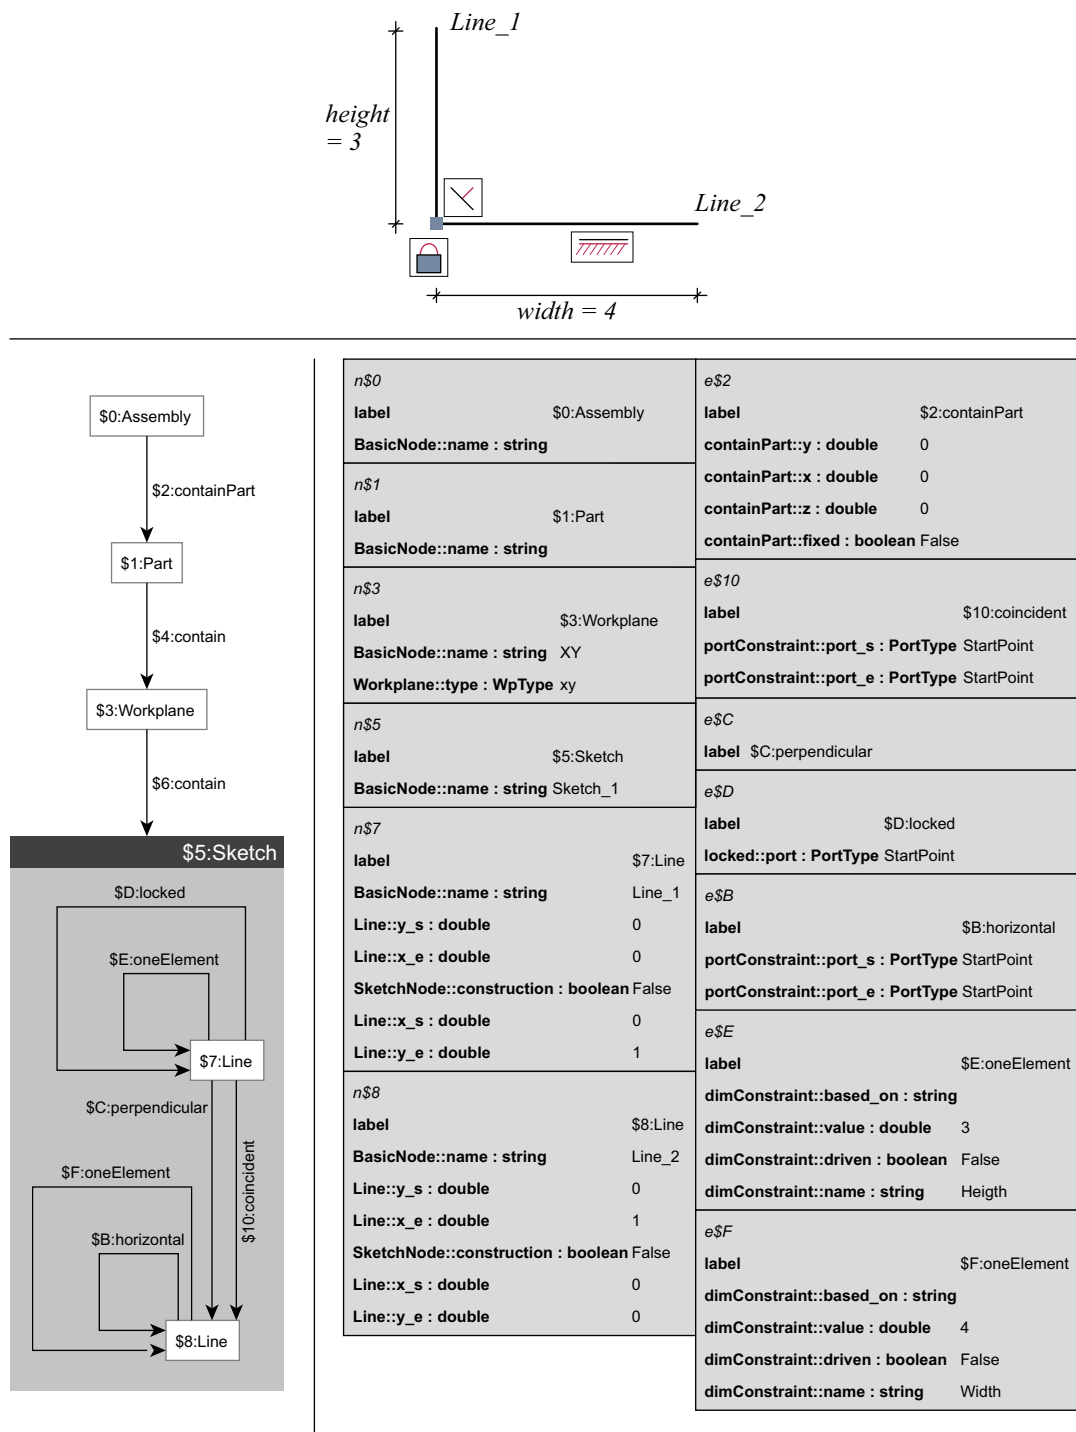 Line_1
height
= 3
Line_2
width = 4
$0:Assembly
$2:containPart
$1:Part
$4:contain
$3:Workplane
$6:contain
$5:Sketch
$D:locked
$E:oneElement
$7:Line
$C:perpendicular
$10:coincident
$F:oneElement
$B:horizontal
$8:Line
n$0
label $0:Assembly
BasicNode::name : string
n$1
label $1:Part
BasicNode::name : string
n$3
label $3:Workplane
BasicNode::name : string XY
Workplane::type : WpType xy
n$5
label $5:Sketch
BasicNode::name : string Sketch_1
n$7
label $7:Line
BasicNode::name : string Line_1
Line::y_s : double 0
Line::x_e : double 0
SketchNode::construction : boolean False
Line::x_s : double 0
Line::y_e : double 1
n$8
label $8:Line
BasicNode::name : string Line_2
Line::y_s : double 0
Line::x_e : double 1
SketchNode::construction : boolean False
Line::x_s : double 0
Line::y_e : double 0
e$2
label $2:containPart
containPart::y : double 0
containPart::x : double 0
containPart::z : double 0
containPart::fixed : boolean False
e$10
label $10:coincident
portConstraint::port_s : PortType StartPoint
portConstraint::port_e : PortType StartPoint
e$C
label $C:perpendicular
e$D
label $D:locked
locked::port : PortType StartPoint
e$B
label $B:horizontal
portConstraint::port_s : PortType StartPoint
portConstraint::port_e : PortType StartPoint
e$E
label $E:oneElement
dimConstraint::based_on : string
dimConstraint::value : double 3
dimConstraint::driven : boolean False
dimConstraint::name : string Heigth
e$F
label $F:oneElement
dimConstraint::based_on : string
dimConstraint::value : double 4
dimConstraint::driven : boolean False
dimConstraint::name : string Width